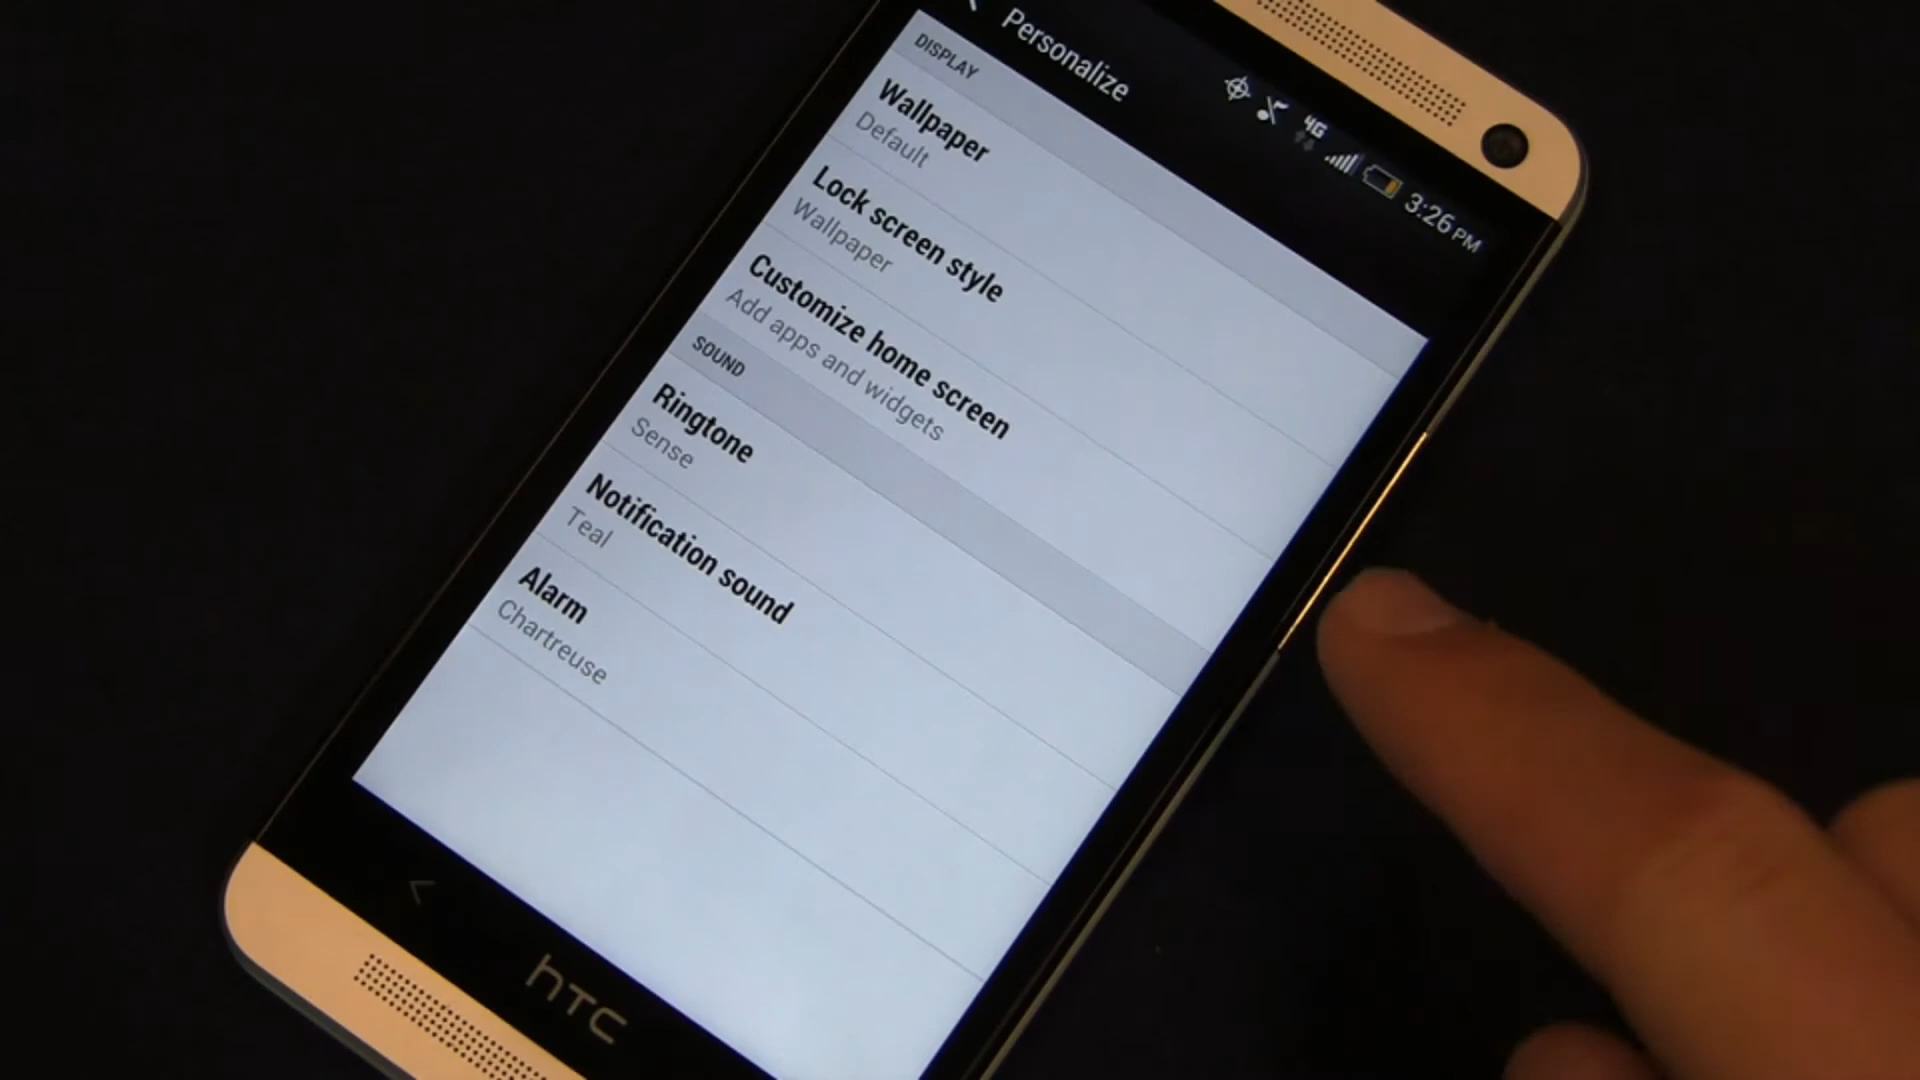 4G 3:26 PM
Personalize
DISPLAY
Wallpaper
Default
Lock screen style
Wallpaper
Customize home screen
Add apps and widgets
SOUND
Ringtone
Sense
Notification sound
Teal
Alarm
Chartreuse
hTC